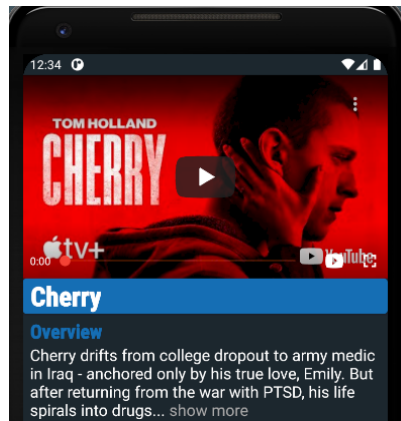 12:34
TOM HOLLAND
CHERRY
tv+
0:00
YouTube
Cherry
Overview
Cherry drifts from college dropout to army medic
in Iraq - anchored only by his true love, Emily. But
after returning from the war with PTSD, his life
spirals into drugs... show more